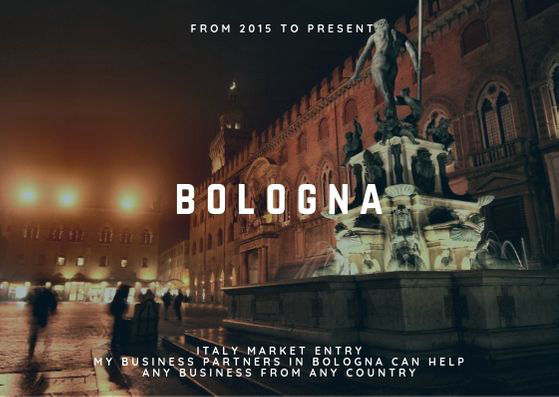 FROM 2015 TO PRESENT
BOLOGNA
ITALY MARKET ENTRY
MY BUSINESS PARTNERS IN BOLOGNA CAN HELP
ANY BUSINESS FROM ANY COUNTRY